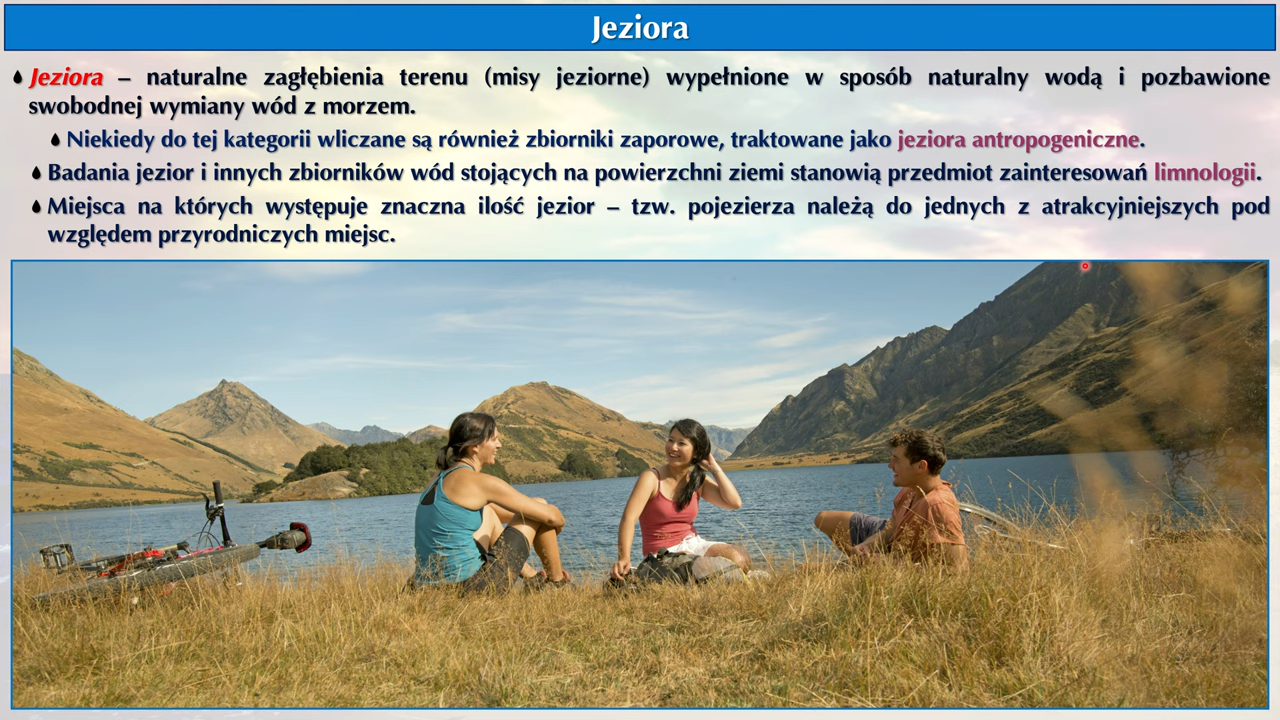 Jeziora
Jeziora – naturalne zagłębienia terenu (misy jeziorne) wypełnione w sposób naturalny wodą i pozbawione
swobodnej wymiany wód z morzem.
Niekiedy do tej kategorii wliczane są również zbiorniki zaporowe, traktowane jako jeziora antropogeniczne.
Badania jezior i innych zbiorników wód stojących na powierzchni ziemi stanowią przedmiot zainteresowań limnologii.
Miejsca na których występuje znaczna ilość jezior – tzw. pojezierza należą do jednych z atrakcyjniejszych pod
względem przyrodniczych miejsc.